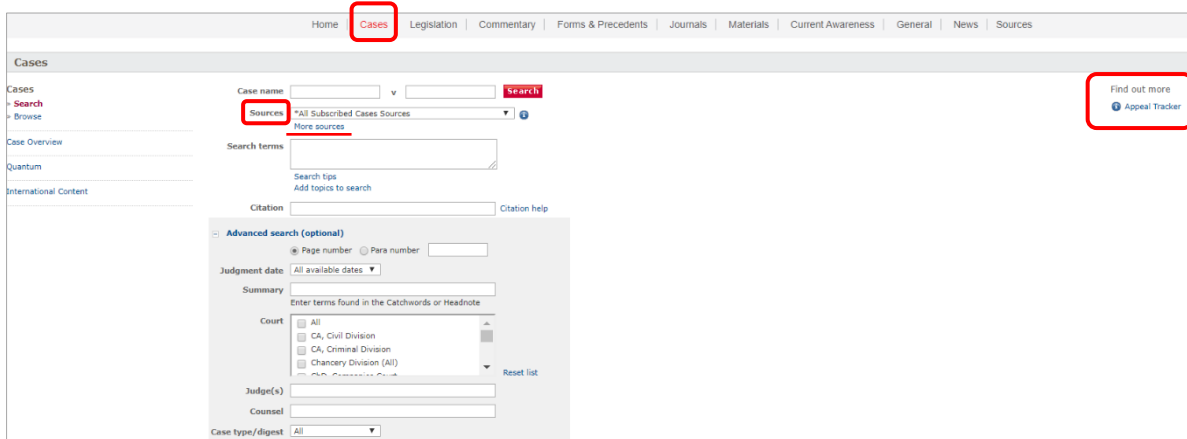 Home | Cases | Legislation | Commentary | Forms & Precedents | Journals | Materials | Current Awareness | General | News | Sources
Cases
Cases
» Search
» Browse
Case Overview
Quantum
International Content
Case name v Search
Sources *All Subscribed Cases Sources
More sources
Search terms
Search tips
Add topics to search
Citation Citation help
Advanced search (optional)
Page number Para number
Judgment date All available dates
Summary
Enter terms found in the Catchwords or Headnote
Court All
CA, Civil Division
CA, Criminal Division
Chancery Division (All)
Reset list
Judge(s)
Counsel
Case type/digest All
Find out more
Appeal Tracker